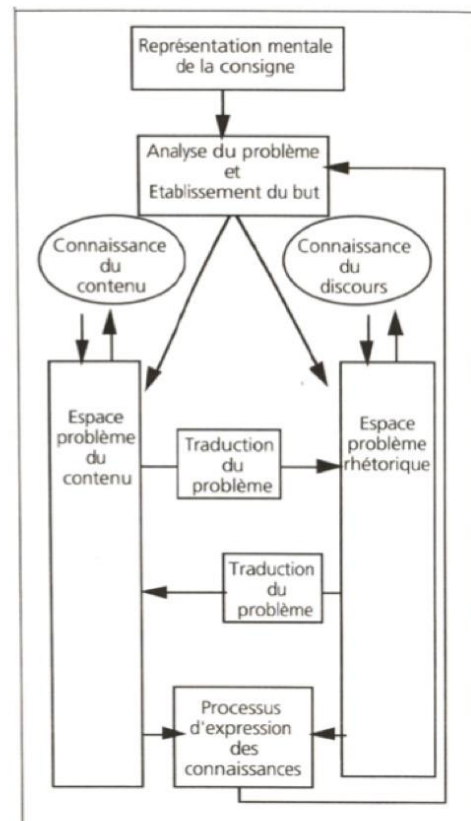 Représentation mentale
de la consigne
Analyse du problème
et
Etablissement du but
Connaissance
du
contenu
Connaissance
du
discours
Espace
problème
du
contenu
Traduction
du
problème
Espace
problème
rhétorique
Traduction
du
problème
Processus
d'expression
des
connaissances